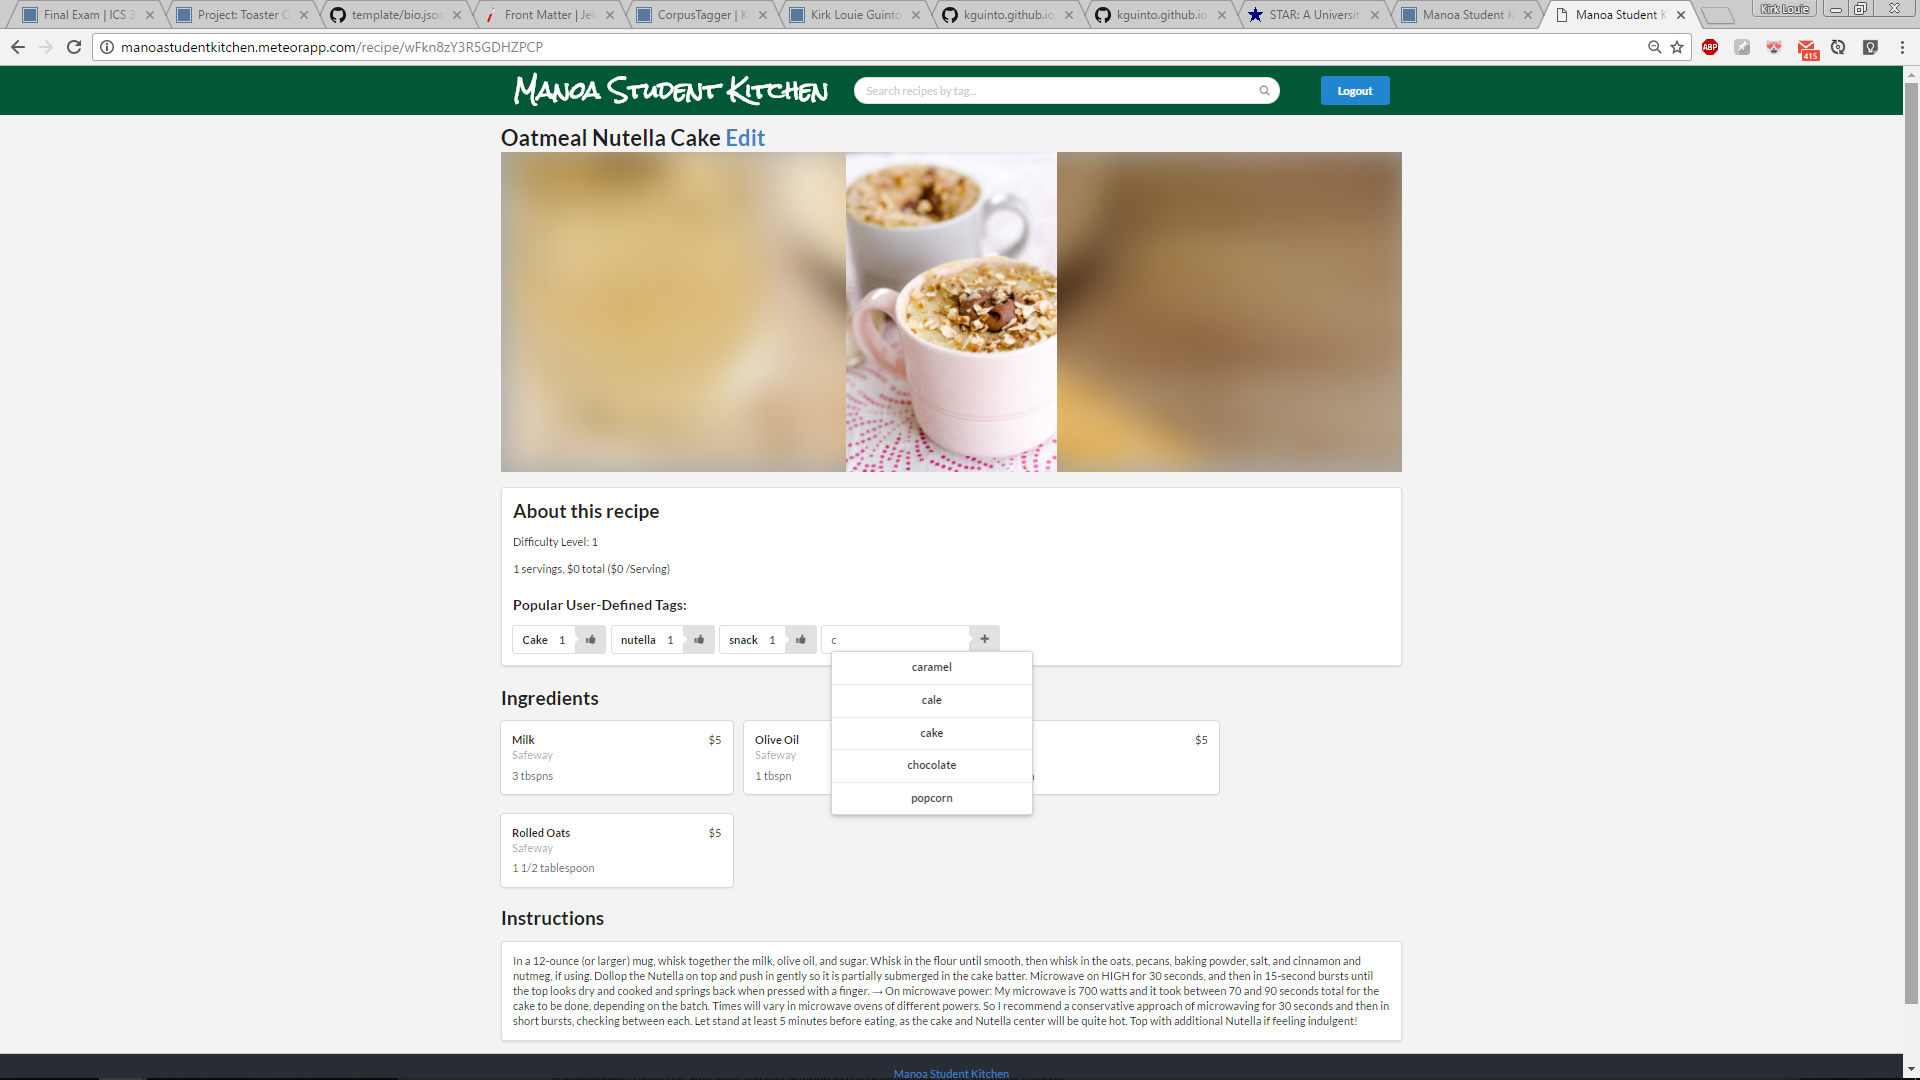 Final Exam | ICS 3
Project: Toaster O
template/bio.json
Front Matter | Je
CorpusTagger | K
Kirk Louie Guinto
kguinto.github.io
kguinto.github.io
STAR: A Universit
Manoa Student K
Manoa Student K
Kirk Louie
manoastudentkitchen.meteorapp.com/recipe/wFkn8zY3R5GDHZPCP
ABP
415
Manoa Student Kitchen
Search recipes by tag...
Logout
Oatmeal Nutella Cake Edit
About this recipe
Difficulty Level: 1
1 servings, $0 total ($0 /Serving)
Popular User-Defined Tags:
Cake 1
nutella 1
snack 1
c
caramel
cale
cake
chocolate
popcorn
Ingredients
Milk $5
Safeway
3 tbspns
Olive Oil
Safeway
1 tbspn
$5
Rolled Oats $5
Safeway
1 1/2 tablespoon
Instructions
In a 12-ounce (or larger) mug, whisk together the milk, olive oil, and sugar. Whisk in the flour until smooth, then whisk in the oats, pecans, baking powder, salt, and cinnamon and
nutmeg, if using. Dollop the Nutella on top and push in gently so it is partially submerged in the cake batter. Microwave on HIGH for 30 seconds, and then in 15-second bursts until
the top looks dry and cooked and springs back when pressed with a finger. → On microwave power: My microwave is 700 watts and it took between 70 and 90 seconds total for the
cake to be done, depending on the batch. Times will vary in microwave ovens of different powers. So I recommend a conservative approach of microwaving for 30 seconds and then in
short bursts, checking between each. Let stand at least 5 minutes before eating, as the cake and Nutella center will be quite hot. Top with additional Nutella if feeling indulgent!
Manoa Student Kitchen